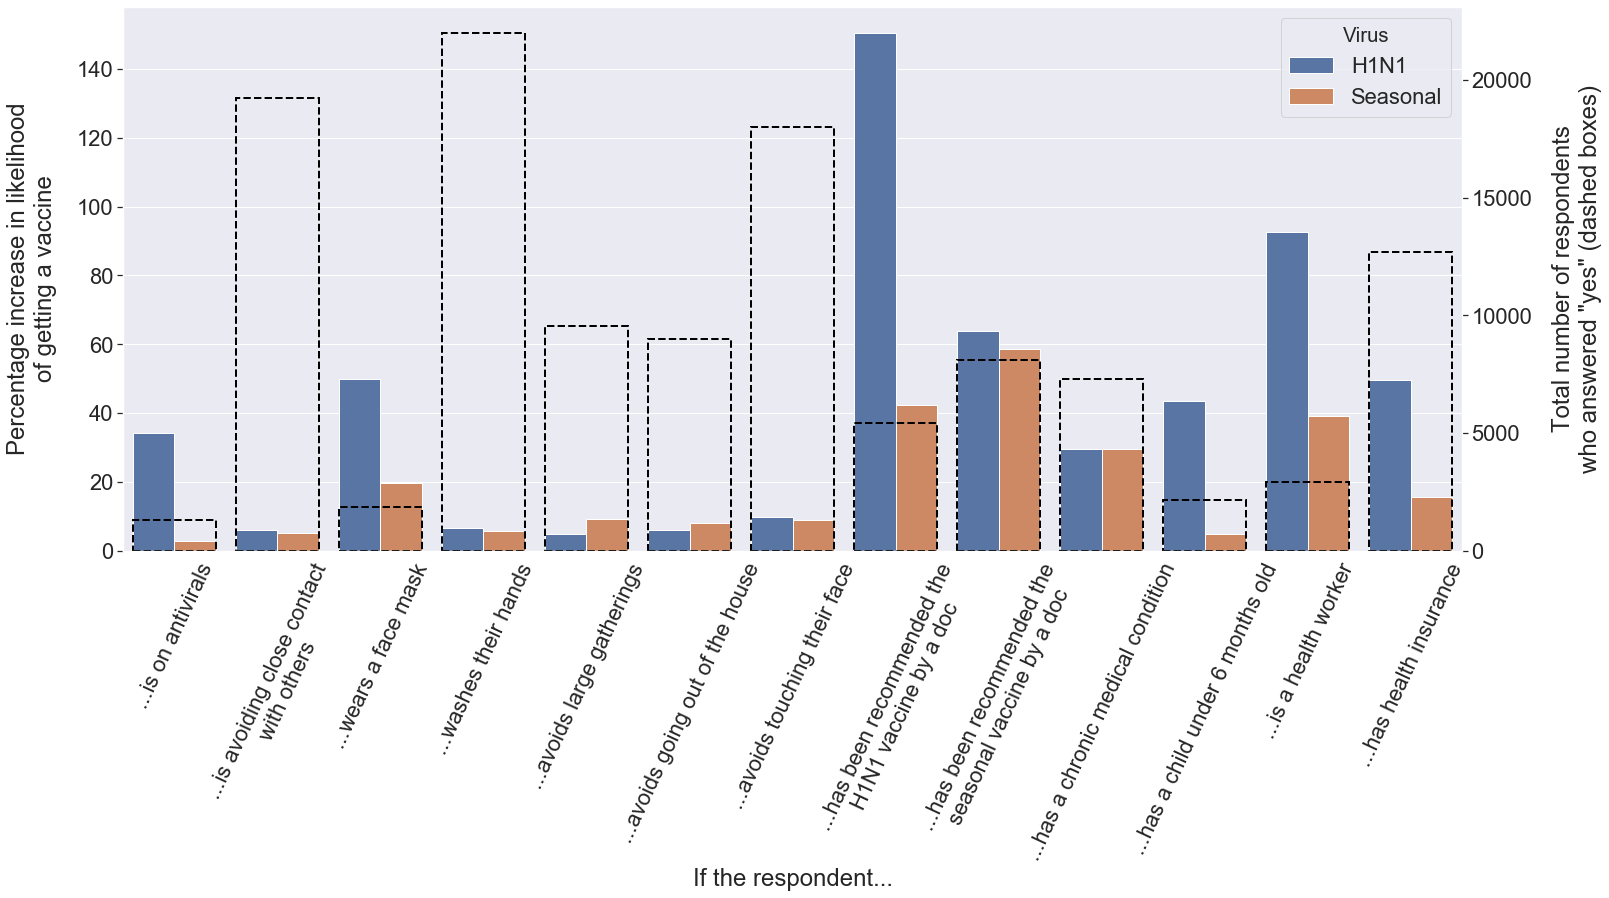 Percentage increase in likelihood
of getting a vaccine
140
120
100
80
60
40
20
0
Virus
H1N1
Seasonal
20000
15000
10000
5000
0
Total number of respondents
who answered "yes" (dashed boxes)
...is on antivirals
...is avoiding close contact
with others
...wears a face mask
...washes their hands
...avoids large gatherings
...avoids going out of the house
...avoids touching their face
...has been recommended the
H1N1 vaccine by a doc
...has been recommended the
seasonal vaccine by a doc
...has a chronic medical condition
...has a child under 6 months old
...is a health worker
...has health insurance
If the respondent...